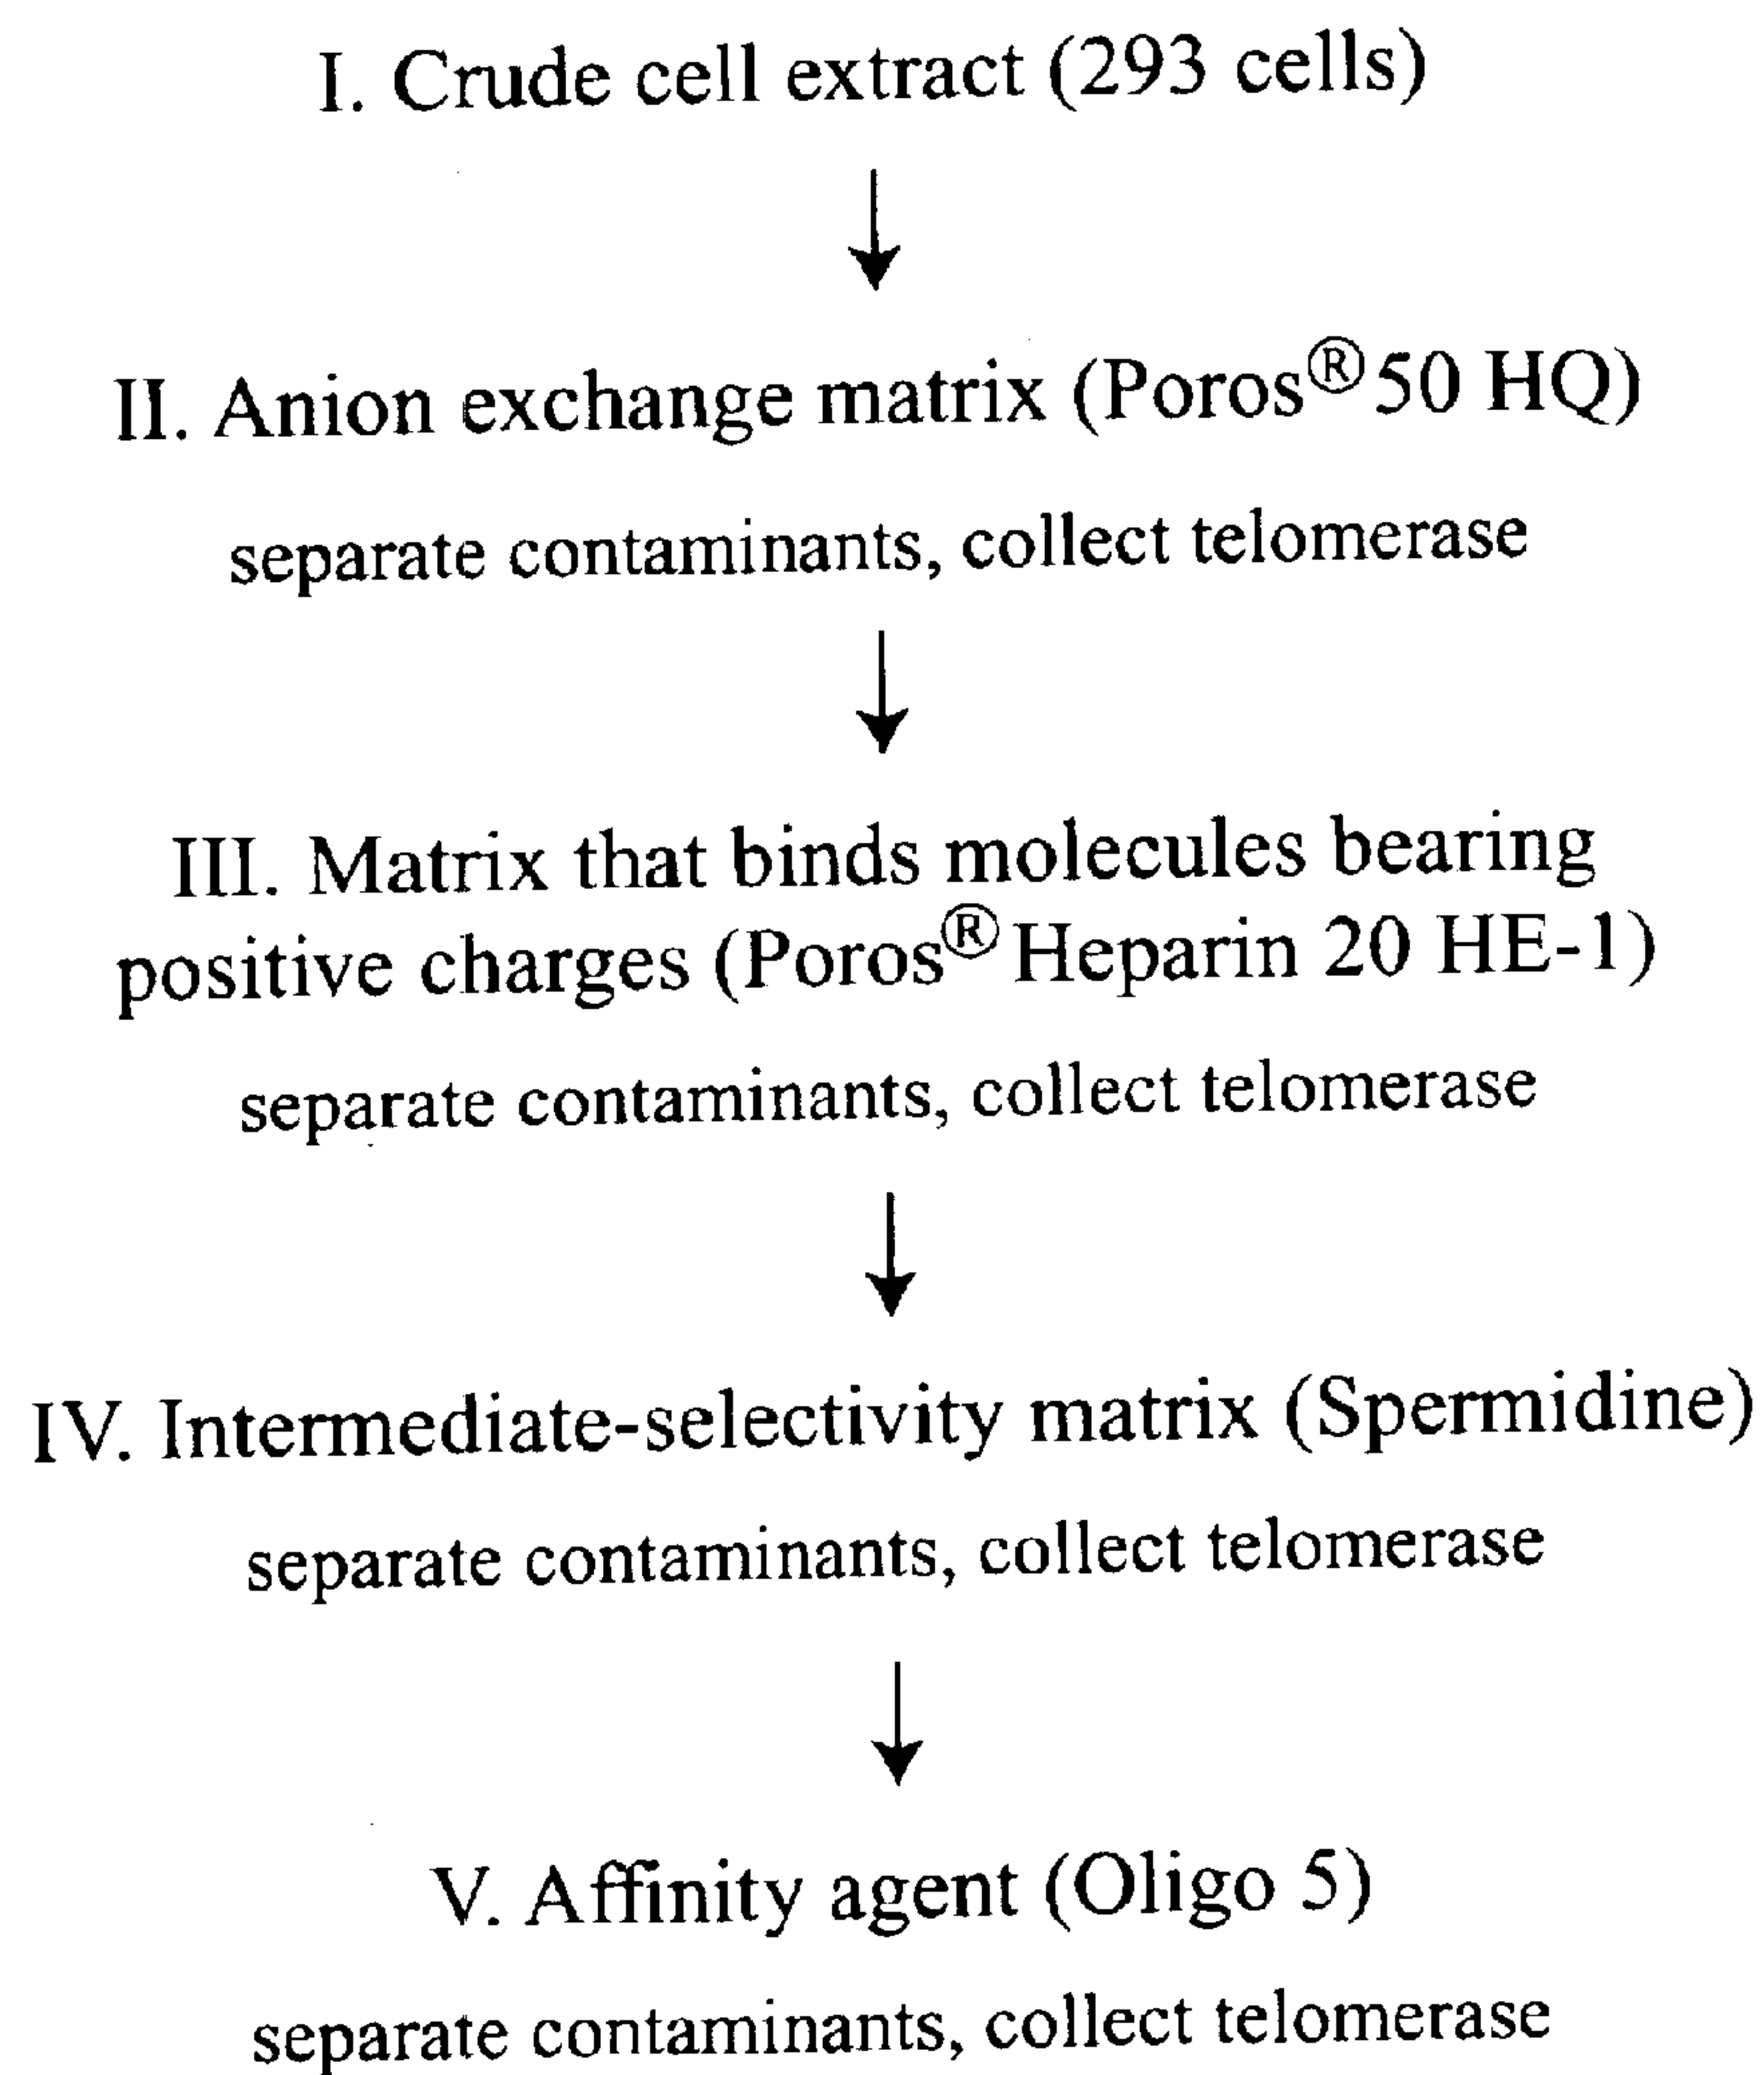 I. Crude cell extract (293 cells)
II. Anion exchange matrix (Poros® 50 HQ)
separate contaminants, collect telomerase
III. Matrix that binds molecules bearing
positive charges (Poros® Heparin 20 HE-1)
separate contaminants, collect telomerase
IV. Intermediate-selectivity matrix (Spermidine)
separate contaminants, collect telomerase
V. Affinity agent (Oligo 5)
separate contaminants, collect telomerase